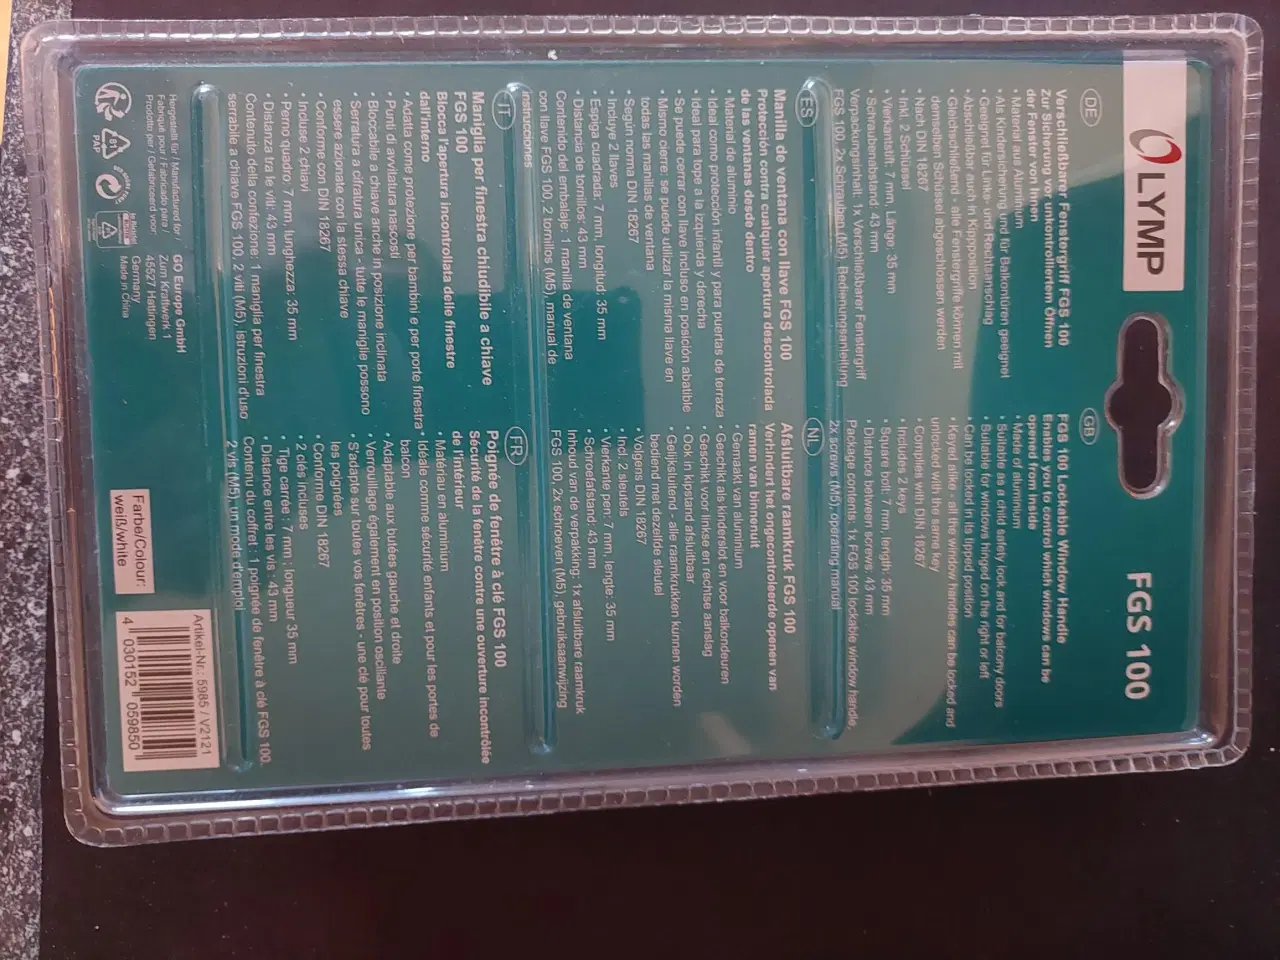 OLYMP
FGS 100
DE
Verschließbarer Fenstergriff FGS 100
Zur Sicherung vor unkontrolliertem Öffnen
der Fenster von Innen
• Material aus Aluminium
• Als Kindersicherung und für Balkontüren geeignet
• Geeignet für Links- und Rechtsanschlag
• Abschließbar auch in Kippposition
• Gleichschließend - alle Fenstergriffe können mit
demselben Schlüssel abgeschlossen werden
• Nach DIN 18267
• Inkl. 2 Schlüssel
• Vierkantstift: 7 mm, Länge: 35 mm
• Schraubenabstand: 43 mm
Verpackungsinhalt: 1x Verschließbarer Fenstergriff
FGS 100, 2x Schrauben (M5), Bedienungsanleitung
GB
FGS 100 Lockable Window Handle
Enables you to control which windows can be
opened from inside
• Made of aluminium
• Suitable as a child safety lock and for balcony doors
• Suitable for windows hinged on the right or left
• Can be locked in its tipped position
• Keyed alike - all the window handles can be locked and
unlocked with the same key
• Complies with DIN 18267
• Includes 2 keys
• Square bolt: 7 mm, length: 35 mm
• Distance between screws: 43 mm
Package contents: 1x FGS 100 lockable window handle,
2x screws (M5), operating manual
ES
Manilla de ventana con llave FGS 100
Protección contra cualquier apertura descontrolada
de las ventanas desde dentro
• Material de aluminio
• Ideal como protección infantil y para puertas de terraza
• Ideal para tope a la izquierda y derecha
• Se puede cerrar con llave incluso en posición abatible
• Mismo cierre: se puede utilizar la misma llave en
todas las manillas de ventana
• Según norma DIN 18267
• Incluye 2 llaves
• Espiga cuadrada: 7 mm, longitud: 35 mm
• Distancia de tornillos: 43 mm
Contenido del embalaje: 1 manilla de ventana
con llave FGS 100, 2 tornillos (M5), manual de
instrucciones
NL
Afsluitbare raamkruk FGS 100
Verhindert het ongecontroleerde openen van
ramen van binnenuit
• Gemaakt van aluminium
• Geschikt als kinderslot en voor balkondeuren
• Geschikt voor linkse en rechtse aanslag
• Ook in kipstand afsluitbaar
• Gelijksluitend - alle raamkrukken kunnen worden
bediend met dezelfde sleutel
• Volgens DIN 18267
• Incl. 2 sleutels
• Vierkante pen: 7 mm, lengte: 35 mm
• Schroefafstand: 43 mm
Inhoud van de verpakking: 1x afsluitbare raamkruk
FGS 100, 2x schroeven (M5), gebruiksaanwijzing
IT
Maniglia per finestra chiudibile a chiave
FGS 100
Blocca l'apertura incontrollata delle finestre
dall'interno
• Adatta come protezione per bambini e per porte finestra
• Punti di avvitatura nascosti
• Bloccabile a chiave anche in posizione inclinata
• Serratura a cifratura unica - tutte le maniglie possono
essere azionate con la stessa chiave
• Conforme con DIN 18267
• Incluse 2 chiavi
• Perno quadro 7 mm, lunghezza: 35 mm
• Distanza tra le viti: 43 mm
Contenuto della confezione: 1 maniglia per finestra
serrabile a chiave FGS 100, 2 viti (M5), istruzioni d'uso
FR
Poignée de fenêtre à clé FGS 100
Sécurité de la fenêtre contre une ouverture incontrôlée
de l'intérieur
• Matériau en aluminium
• Idéale comme sécurité enfants et pour les portes de
balcon
• Adaptable aux butées gauche et droite
• Verrouillage également en position oscillante
• S'adapte sur toutes vos fenêtres - une clé pour toutes
les poignées
• Conforme DIN 18267
• 2 clés incluses
• Tige carrée : 7 mm ; longueur 35 mm
• Distance entre les vis : 43 mm
Contenu du coffret : 1 poignée de fenêtre à clé FGS 100,
2 vis (M5), un mode d'emploi
Hergestellt für / Manufactured for /
Fabriqué pour / Fabricado para /
Prodotto per / Gefabriceerd voor:
GO Europe GmbH
Zum Kraftwerk 1
45527 Hattingen
Germany
Made in China
21
PAP
Farbe/Colour:
weiß/white
Artikel-Nr.: 5985 / V2121
4 030152 059850